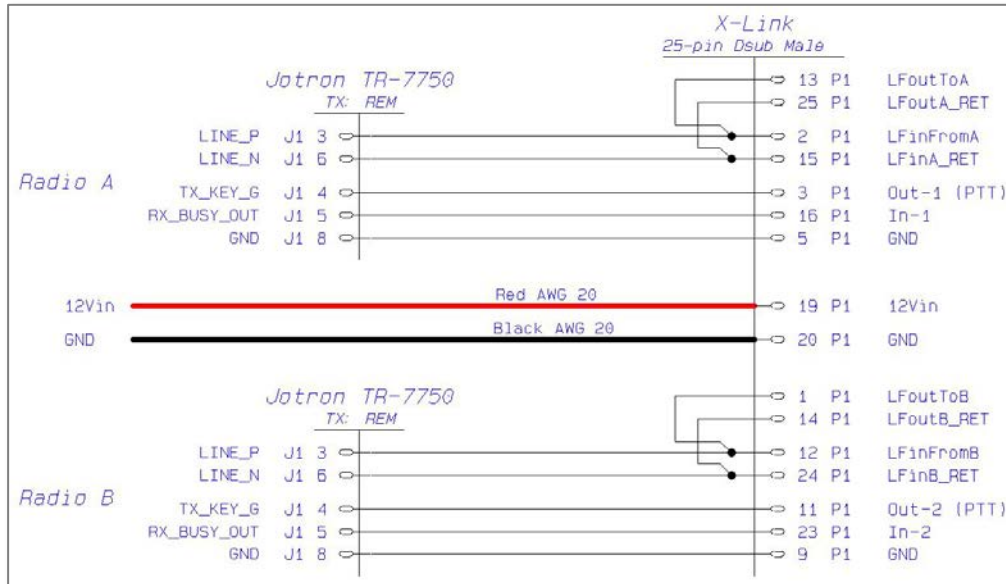 X-Link
25-pin Dsub Male
Jotron TR-7750
TX: REM
13 P1 LFoutToA
25 P1 LFoutA_RET
LINE_P J1 3 2 P1 LFinFromA
LINE_N J1 6 15 P1 LFinA_RET
Radio A
TX_KEY_G J1 4 3 P1 Out-1 (PTT)
RX_BUSY_OUT J1 5 16 P1 In-1
GND J1 8 5 P1 GND
12Vin Red AWG 20 19 P1 12Vin
GND Black AWG 20 20 P1 GND
Jotron TR-7750
TX: REM
1 P1 LFoutToB
14 P1 LFoutB_RET
LINE_P J1 3 12 P1 LFinFromB
LINE_N J1 6 24 P1 LFinB_RET
Radio B
TX_KEY_G J1 4 11 P1 Out-2 (PTT)
RX_BUSY_OUT J1 5 23 P1 In-2
GND J1 8 9 P1 GND